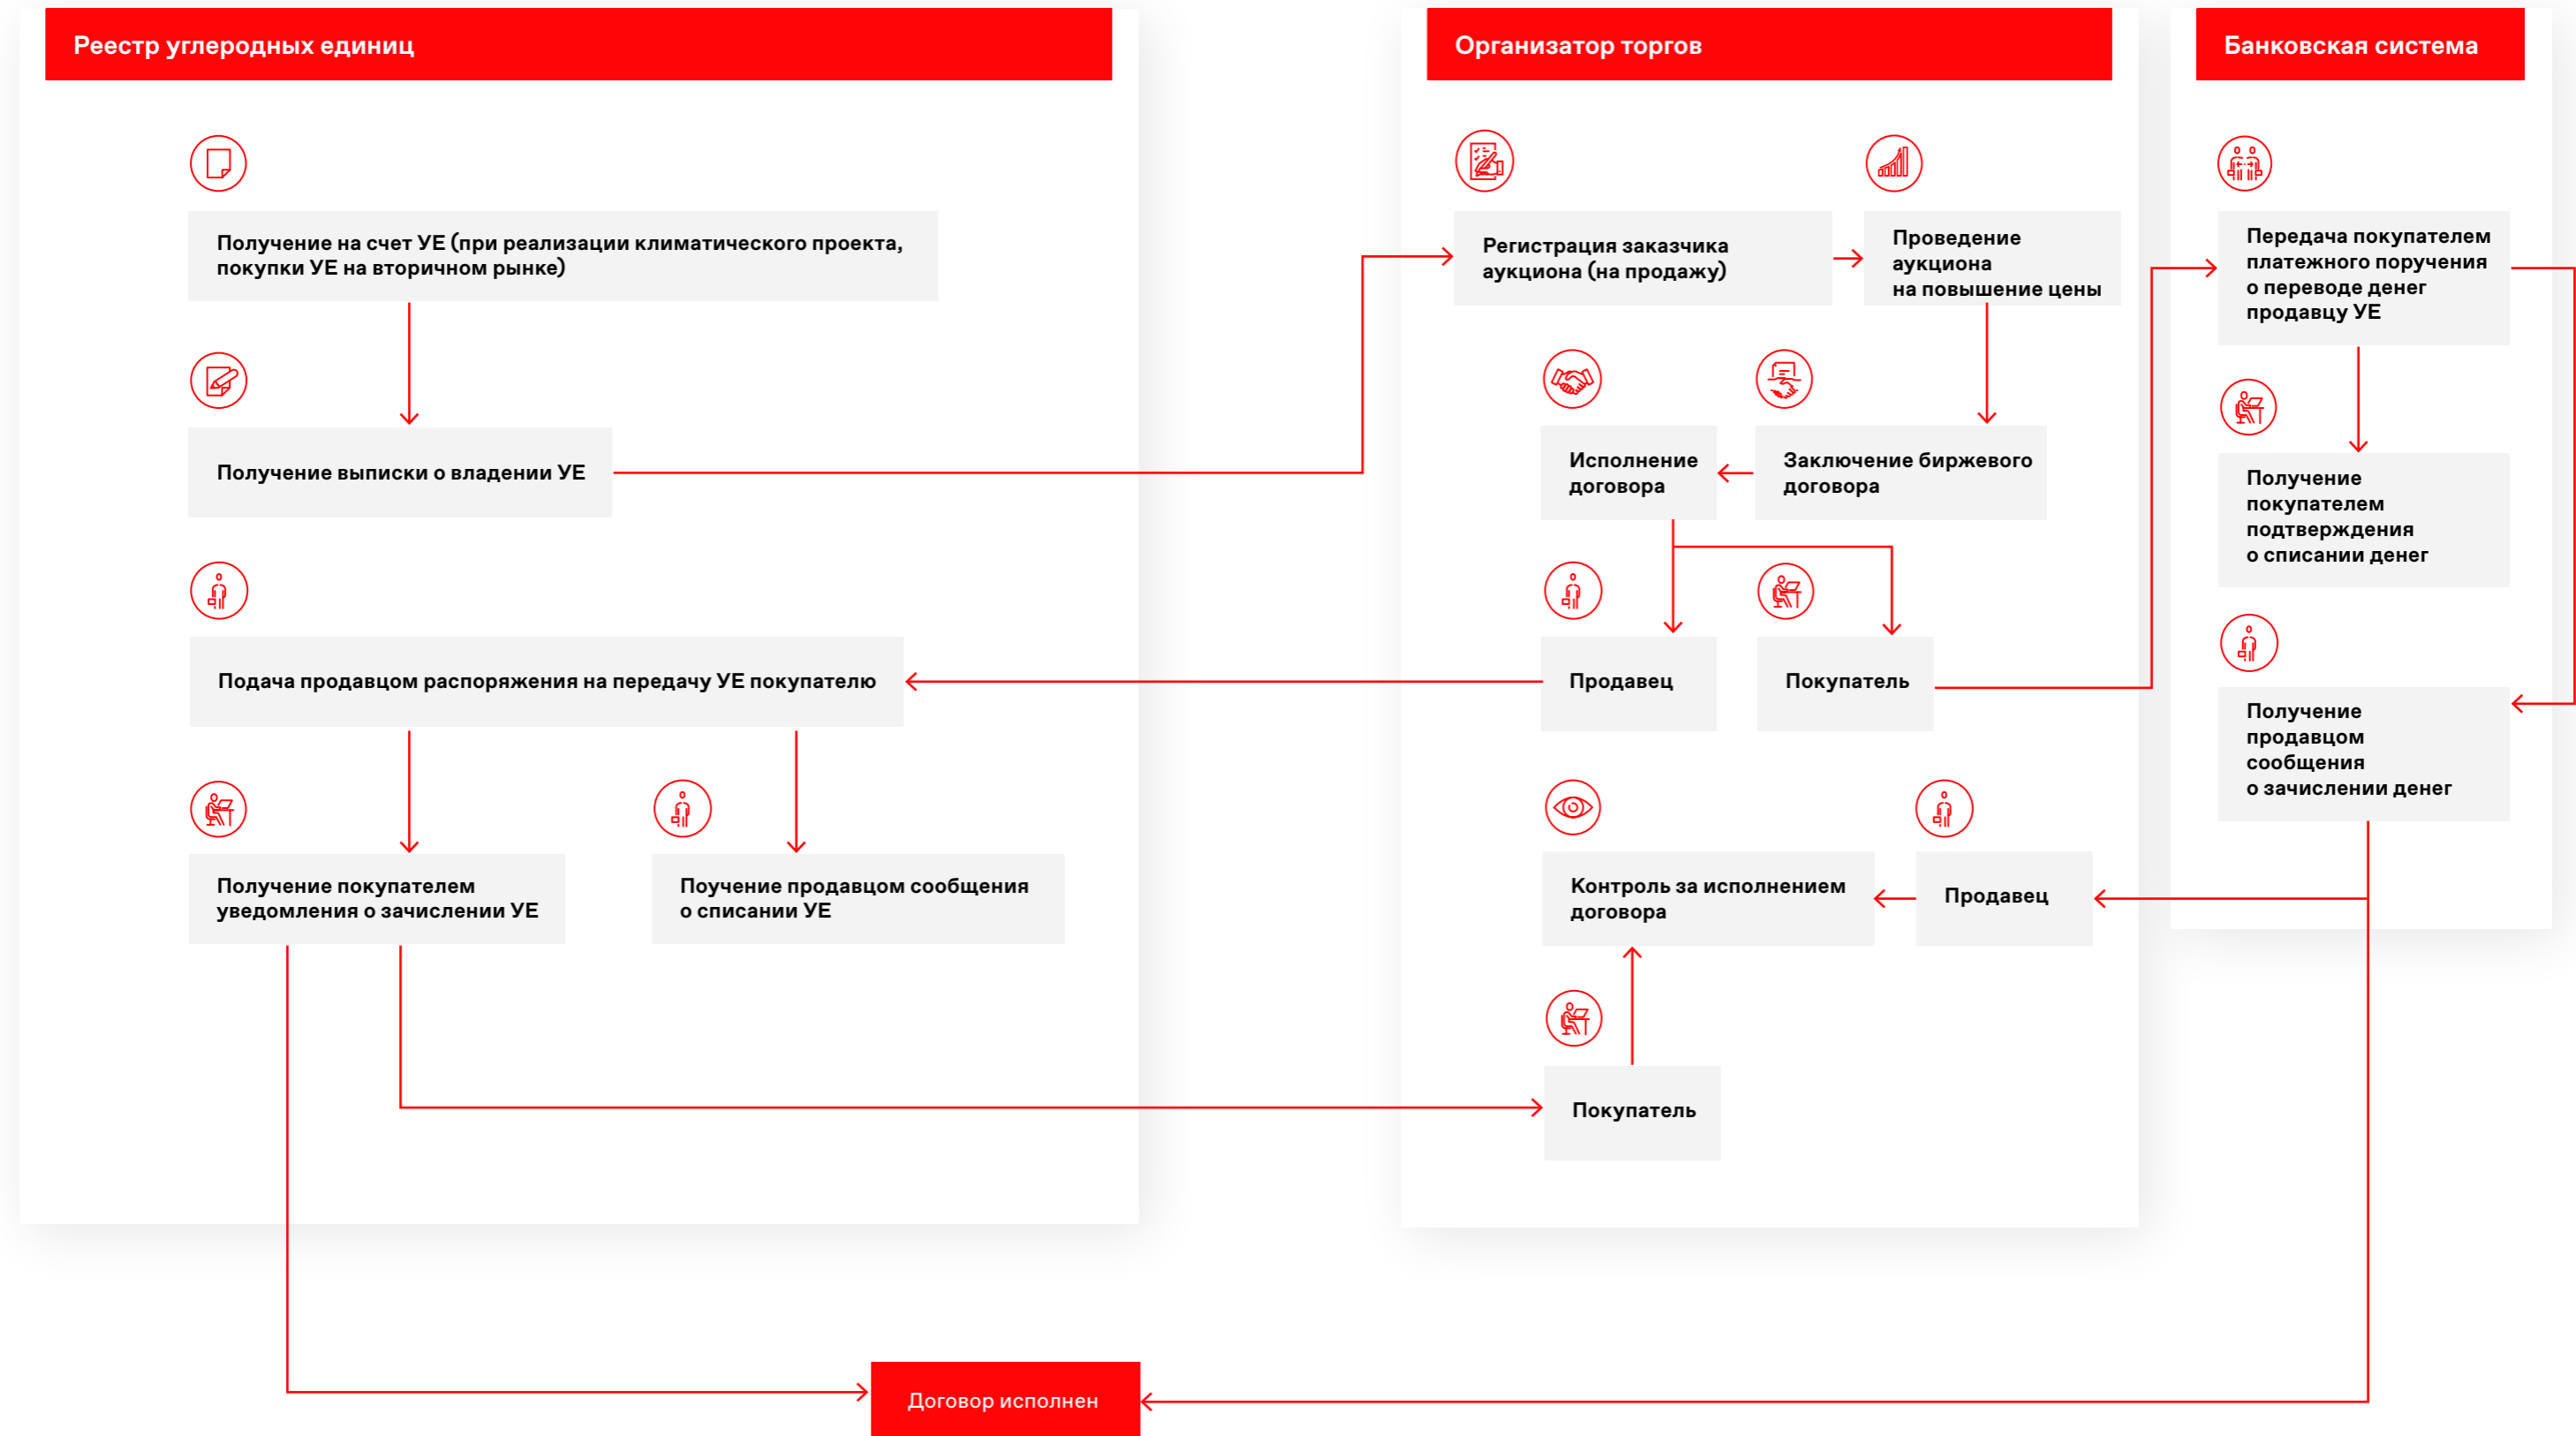 Реестр углеродных единиц
Получение на счет УЕ (при реализации климатического проекта,
покупки УЕ на вторичном рынке)
Получение выписки о владении УЕ
Подача продавцом распоряжения на передачу УЕ покупателю
Получение покупателем
уведомления о зачислении УЕ
Поучение продавцом сообщения
о списании УЕ
Организатор торгов
Регистрация заказчика
аукциона (на продажу)
Проведение
аукциона
на повышение цены
Исполнение
договора
Заключение биржевого
договора
Продавец
Покупатель
Контроль за исполнением
договора
Продавец
Покупатель
Банковская система
Передача покупателем
платежного поручения
о переводе денег
продавцу УЕ
Получение
покупателем
подтверждения
о списании денег
Получение
продавцом
сообщения
о зачислении денег
Договор исполнен